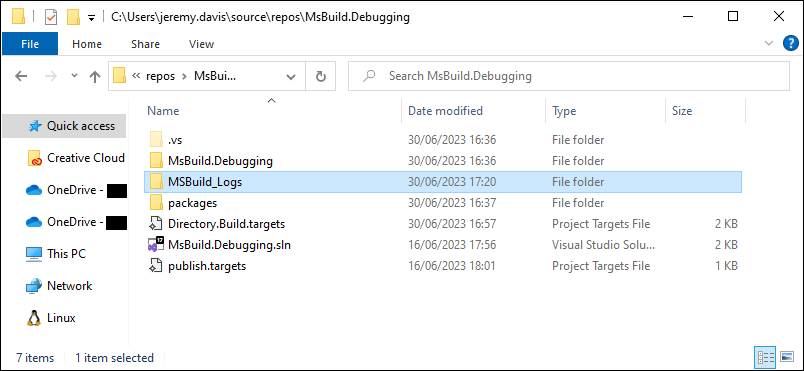 C:\Users\jeremy.davis\source\repos\MsBuild.Debugging
File Home Share View
repos MsBui... Search MsBuild.Debugging
Name Date modified Type Size
Quick access
Creative Cloud
OneDrive -
OneDrive -
This PC
Network
Linux
.vs 30/06/2023 16:36 File folder
MsBuild.Debugging 30/06/2023 16:36 File folder
MSBuild_Logs 30/06/2023 17:20 File folder
packages 30/06/2023 16:37 File folder
Directory.Build.targets 30/06/2023 16:57 Project Targets File 2 KB
MsBuild.Debugging.sln 16/06/2023 17:56 Visual Studio Solu... 2 KB
publish.targets 16/06/2023 18:01 Project Targets File 1 KB
7 items 1 item selected